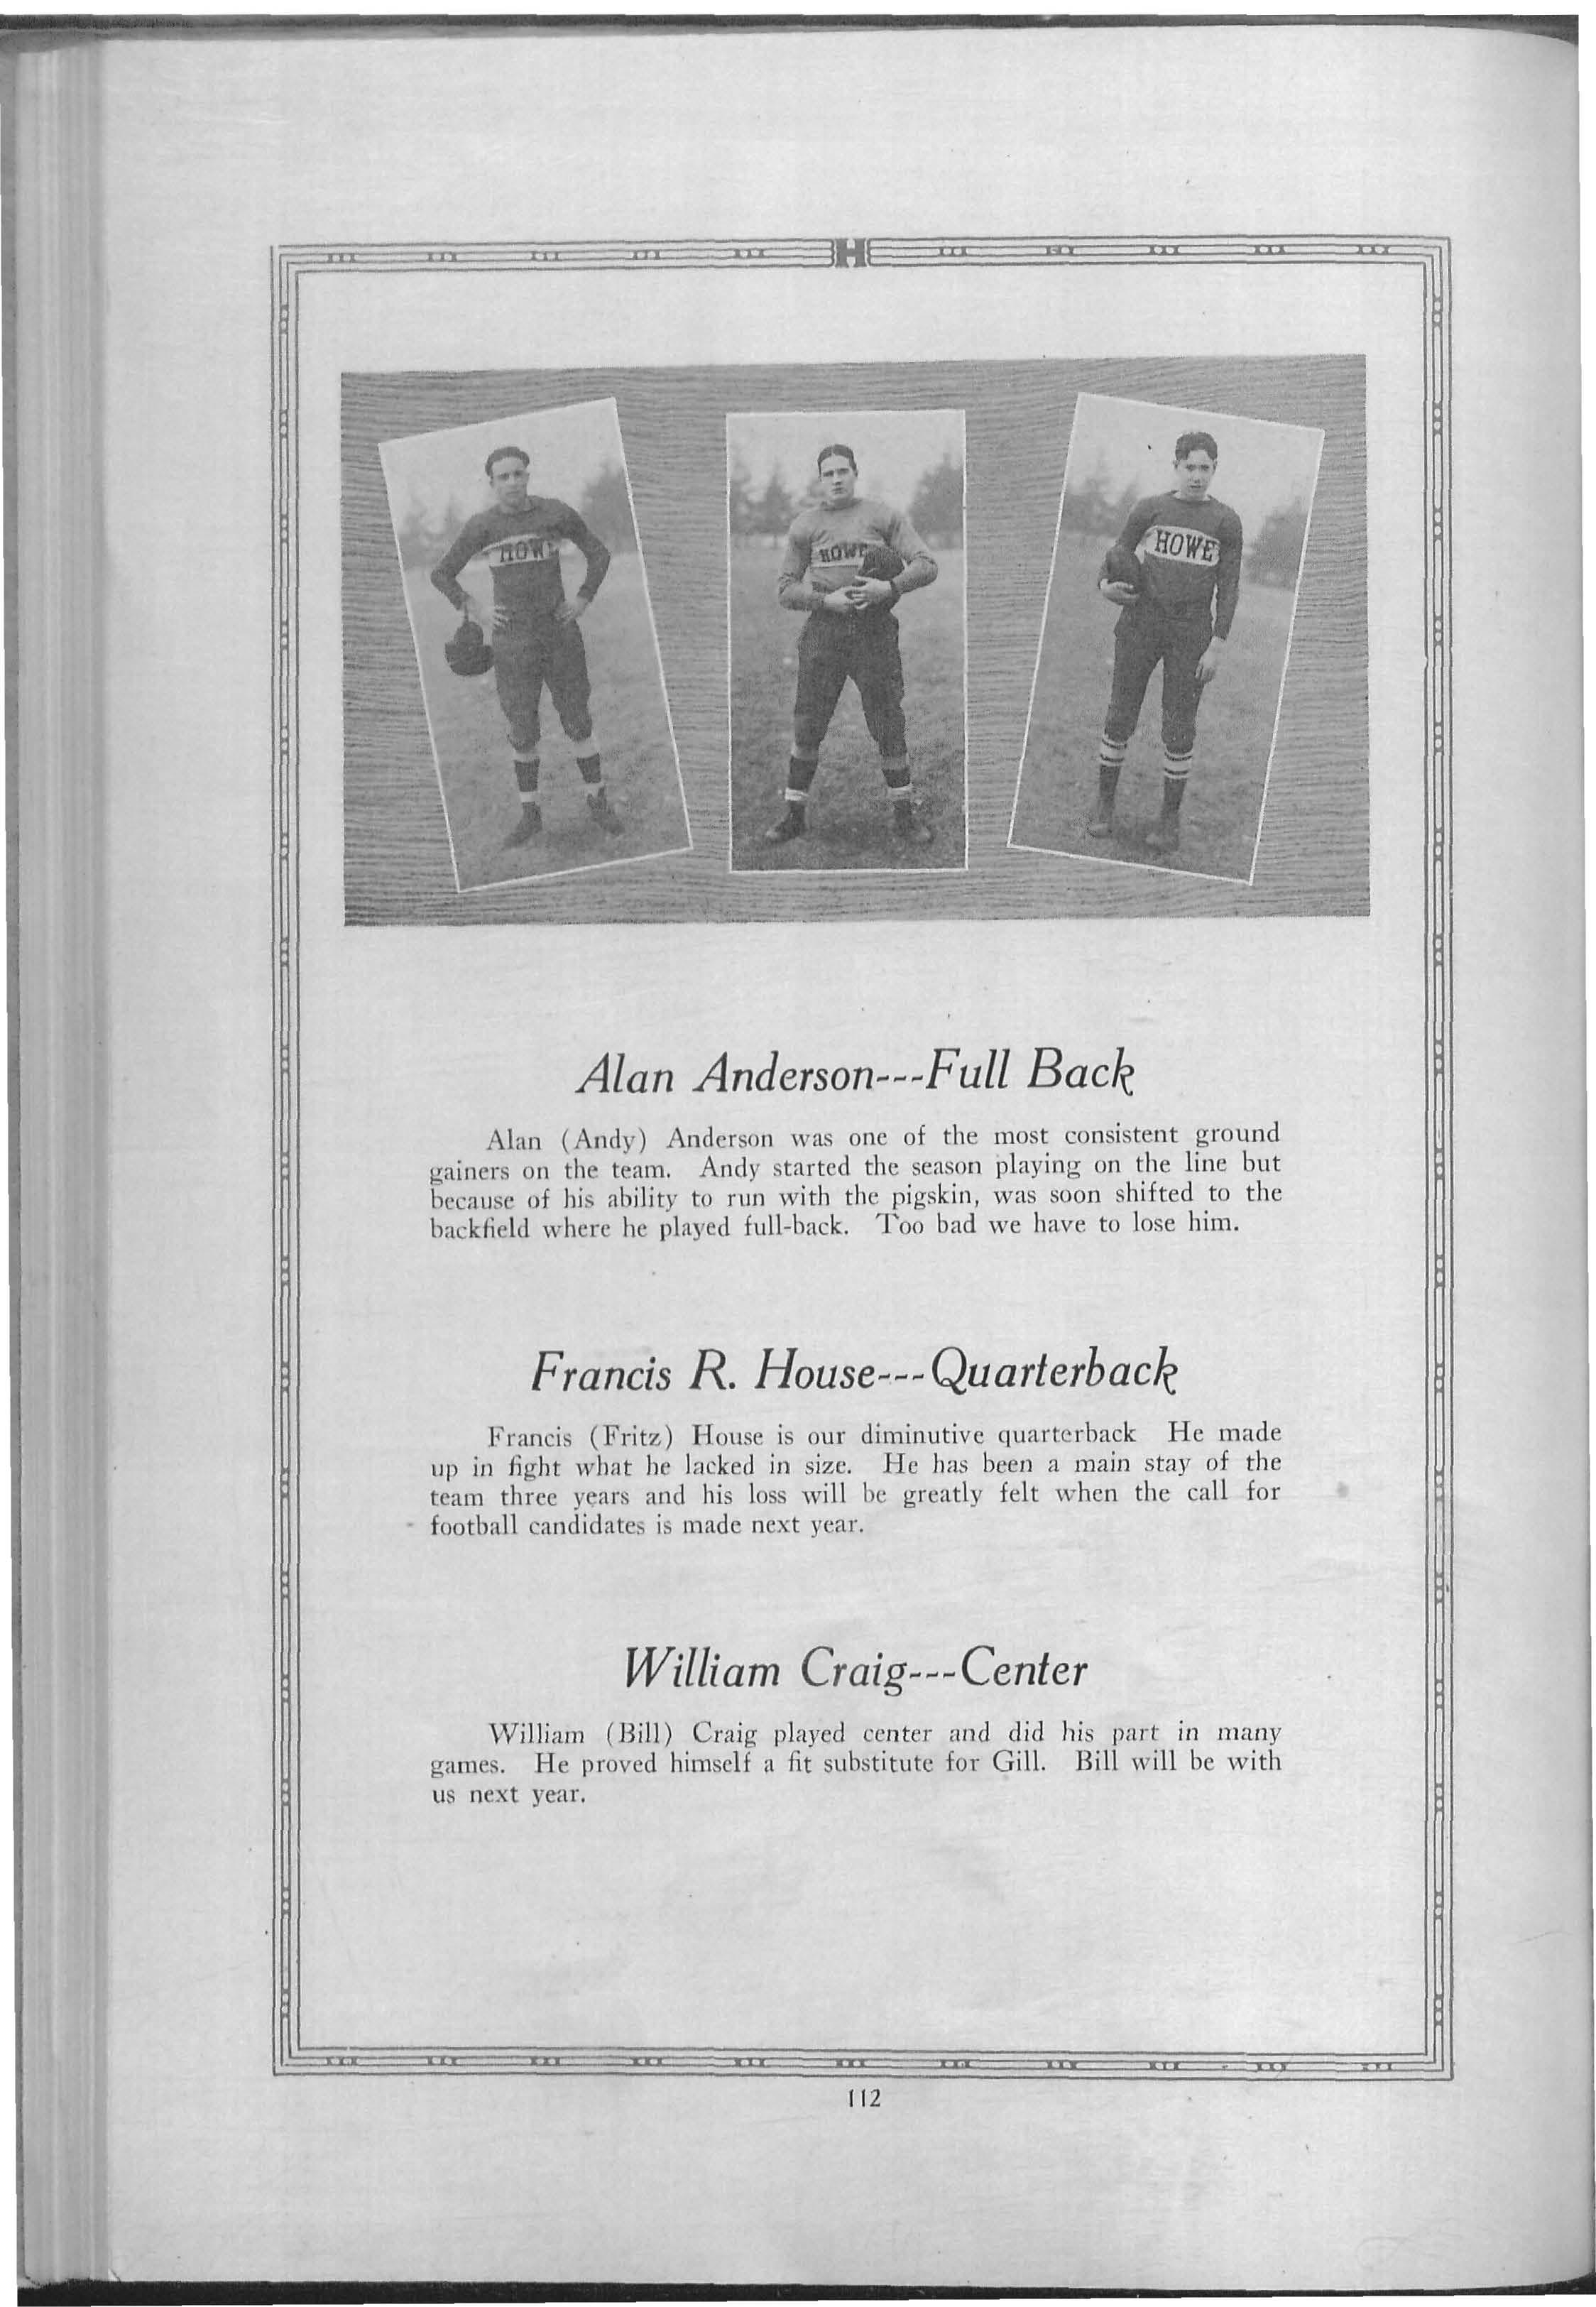 H
HOWE
HOWE
HOWE
Alan Anderson---Full Back
Alan (Andy) Anderson was one of the most consistent ground
gainers on the team. Andy started the season playing on the line but
because of his ability to run with the pigskin, was soon shifted to the
backfield where he played full-back. Too bad we have to lose him.
Francis R. House---Quarterback
Francis (Fritz) House is our diminutive quarterback He made
up in fight what he lacked in size. He has been a main stay of the
team three years and his loss will be greatly felt when the call for
football candidates is made next year.
William Craig---Center
William (Bill) Craig played center and did his part in many
games. He proved himself a fit substitute for Gill. Bill will be with
us next year.
112